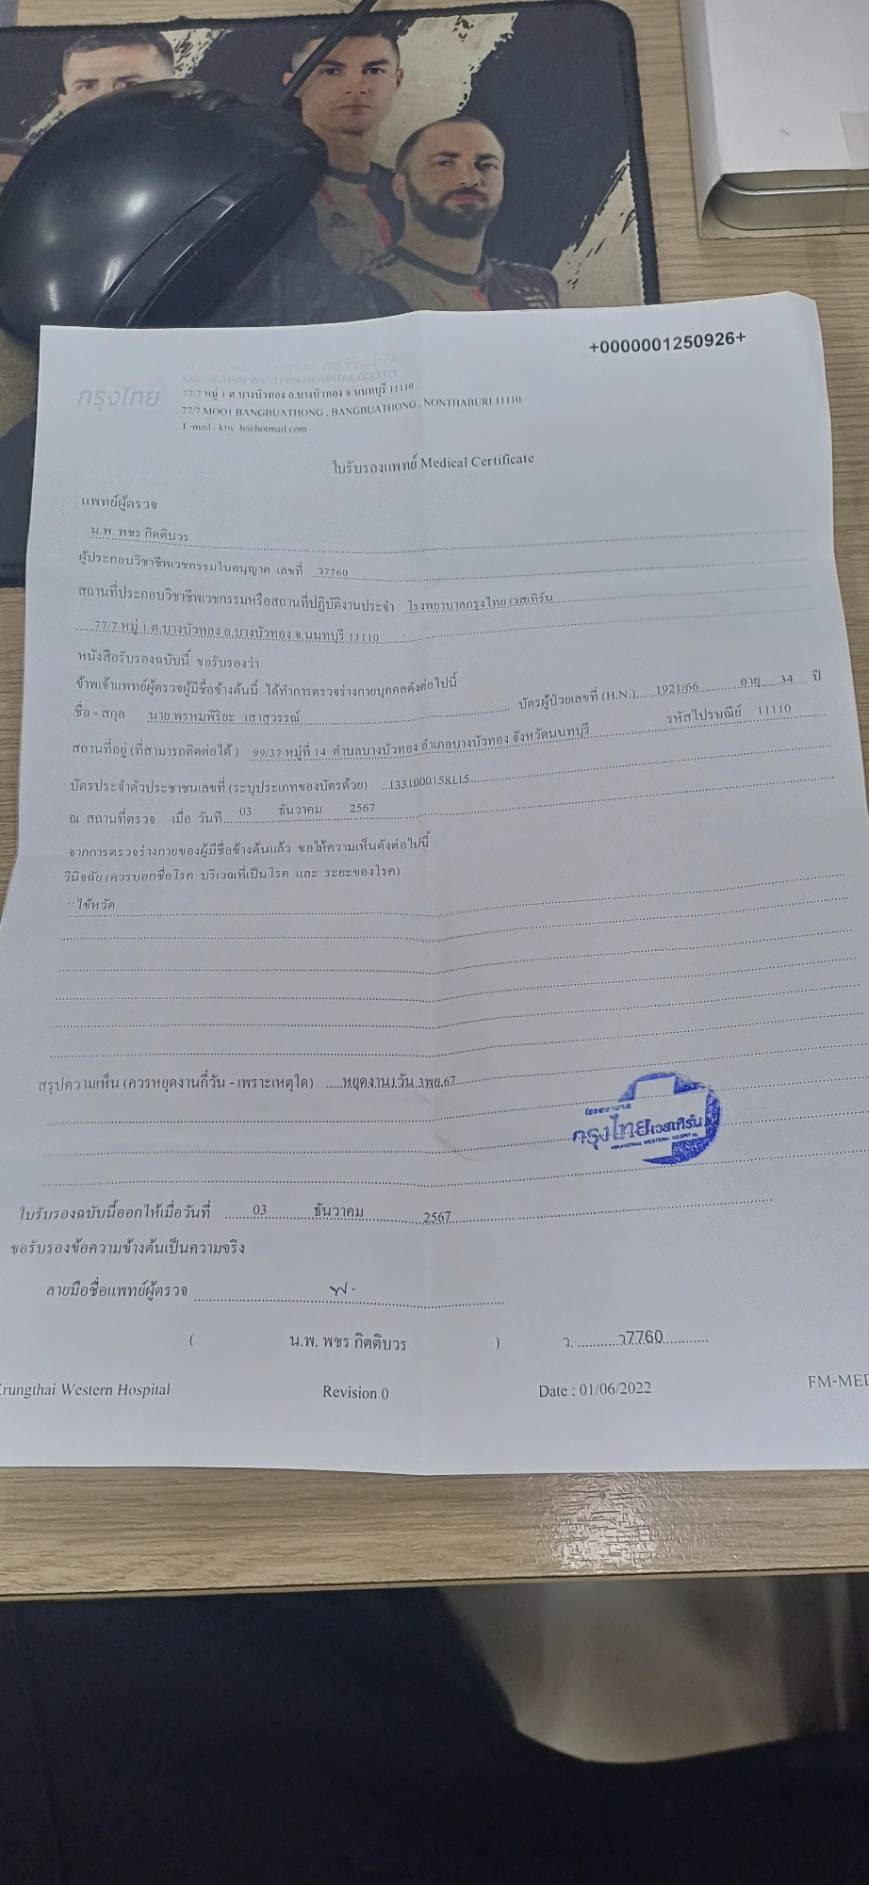 +0000001250926+
กรุงไทย
KRUNGTHAI WESTERN HOSPITAL CO.,LTD
77/7 หมู่ 1 ต.บางบัวทอง อ.บางบัวทอง จ.นนทบุรี 11110
77/7 MOO1 BANGBUATHONG , BANGBUATHONG , NONTHABURI 11110
E-mail : krw_h@hotmail.com
ใบรับรองแพทย์ Medical Certificate
แพทย์ผู้ตรวจ
น.พ. พชร กิตติบวร
ผู้ประกอบวิชาชีพเวชกรรมใบอนุญาต เลขที่ ว7760
สถานที่ประกอบวิชาชีพเวชกรรมหรือสถานที่ปฏิบัติงานประจำ โรงพยาบาลกรุงไทย เวสเทิร์น
77/7 หมู่ 1 ต.บางบัวทอง อ.บางบัวทอง จ.นนทบุรี 11110
หนังสือรับรองฉบับนี้ ขอรับรองว่า
ข้าพเจ้าแพทย์ผู้ตรวจผู้มีชื่อข้างต้นนี้ ได้ทำการตรวจร่างกายบุคคลดังต่อไปนี้
ชื่อ - สกุล นาย พรหมพิริยะ เสาสุวรรณ์ บัตรผู้ป่วยเลขที่ (H.N.) 1921/66 อายุ 34 ปี
สถานที่อยู่ (ที่สามารถติดต่อได้) 99/37 หมู่ที่ 14 ตำบลบางบัวทอง อำเภอบางบัวทอง จังหวัดนนทบุรี รหัสไปรษณีย์ 11110
บัตรประจำตัวประชาชนเลขที่ (ระบุประเภทของบัตรด้วย) 1331000158115
ณ สถานที่ตรวจ เมื่อ วันที่ 03 ธันวาคม 2567
จากการตรวจร่างกายของผู้มีชื่อข้างต้นแล้ว ขอให้ความเห็นดังต่อไปนี้
วินิจฉัย (ควรบอกชื่อโรค บริเวณที่เป็นโรค และ ระยะของโรค)
ไข้หวัด
สรุปความเห็น (ควรหยุดงานกี่วัน - เพราะเหตุใด) หยุดงาน1วัน 3พย.67
โรงพยาบาล
กรุงไทยเวสเทิร์น
KRUNGTHAI WESTERN HOSPITAL
ใบรับรองฉบับนี้ออกให้เมื่อวันที่ 03 ธันวาคม 2567
ขอรับรองข้อความข้างต้นเป็นความจริง
ลายมือชื่อแพทย์ผู้ตรวจ
( น.พ. พชร กิตติบวร ) ว. ว7760
Krungthai Western Hospital Revision 0 Date : 01/06/2022 FM-MED